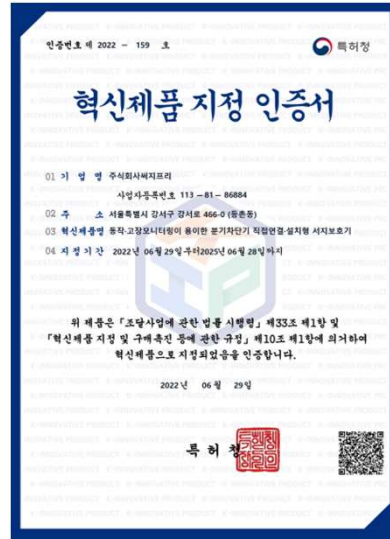 인증번호 제 2022 - 159 호
특허청
혁신제품 지정 인증서
01 기 업 명 주식회사써지프리
사업자등록번호 113-81-86884
02 주 소 서울특별시 강서구 강서로 466-0 (등촌동)
03 혁신제품명 동작·고장모니터링이 용이한 분기차단기 직접연결·설치형 서지보호기
04 지정기간 2022년 06월 29일부터2025년 06월 28일까지
위 제품은 「조달사업에 관한 법률 시행령」 제33조 제1항 및
「혁신제품 지정 및 구매촉진 등에 관한 규정」 제10조 제1항에 의거하여
혁신제품으로 지정되었음을 인증합니다.
2022년 06월 29일
특 허 청